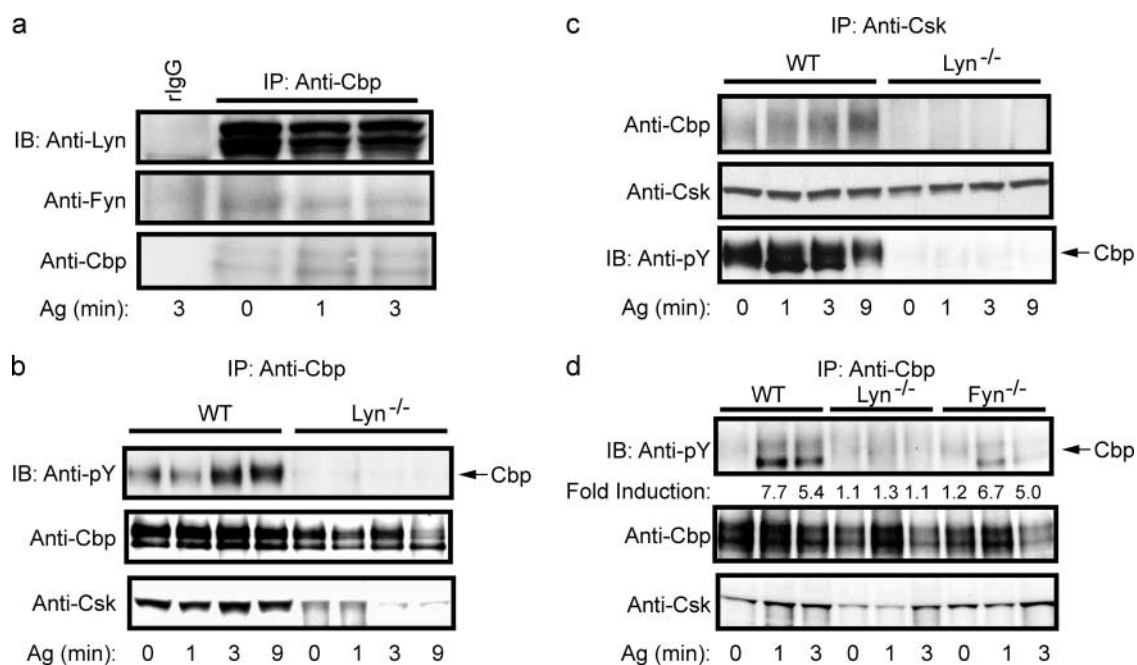 a
rIgG
IP: Anti-Cbp
IB: Anti-Lyn
Anti-Fyn
Anti-Cbp
Ag (min): 3 0 1 3
b
IP: Anti-Cbp
WT Lyn-/-
IB: Anti-pY
Cbp
Anti-Cbp
Anti-Csk
Ag (min): 0 1 3 9 0 1 3 9
c
IP: Anti-Csk
WT Lyn-/-
Anti-Cbp
Anti-Csk
IB: Anti-pY
Cbp
Ag (min): 0 1 3 9 0 1 3 9
d
IP: Anti-Cbp
WT Lyn-/- Fyn-/-
IB: Anti-pY
Cbp
Fold Induction: 7.7 5.4 1.1 1.3 1.1 1.2 6.7 5.0
Anti-Cbp
Anti-Csk
Ag (min): 0 1 3 0 1 3 0 1 3